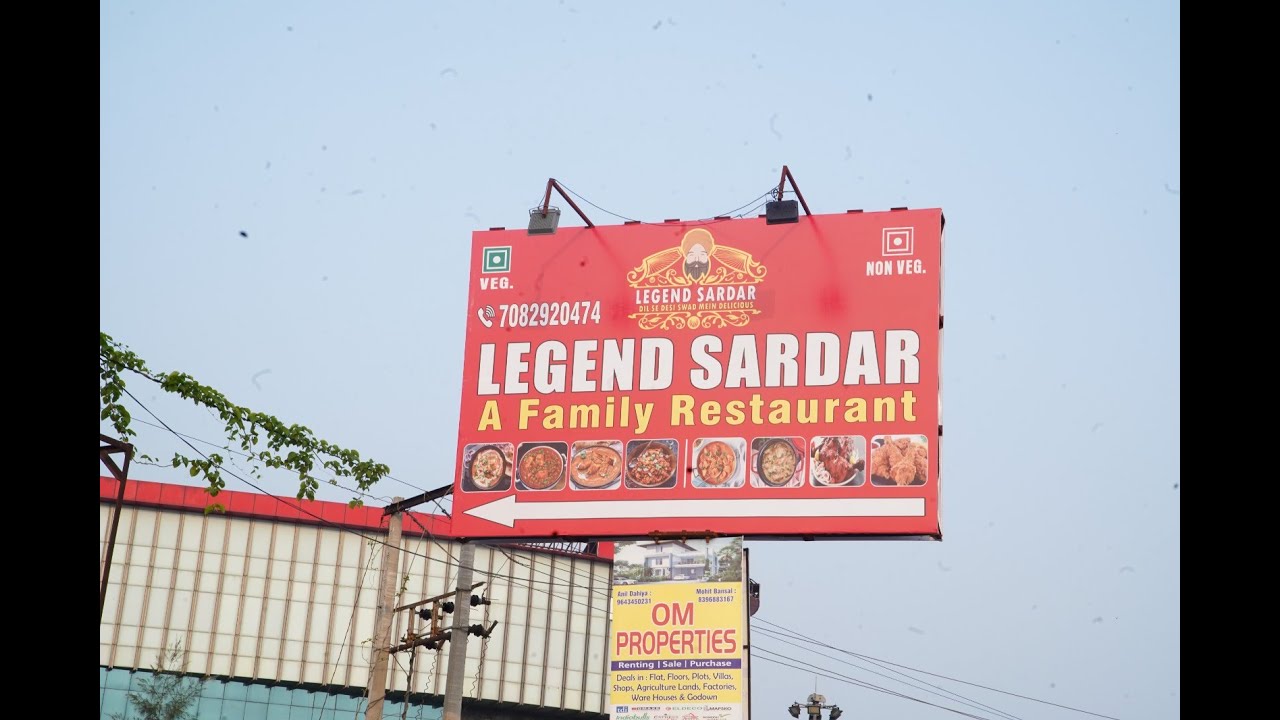 VEG.
NON VEG.
7082920474
LEGEND SARDAR
DIL SE DESI SWAD MEIN DELICIOUS
LEGEND SARDAR
A Family Restaurant
Anil Dahiya :
9643450231
Mohit Bansal :
8396883167
OM
PROPERTIES
Renting | Sale | Purchase
Deals in : Flat, Floors, Plots, Villas,
Shops, Agriculture Lands, Factories,
Ware Houses & Godown